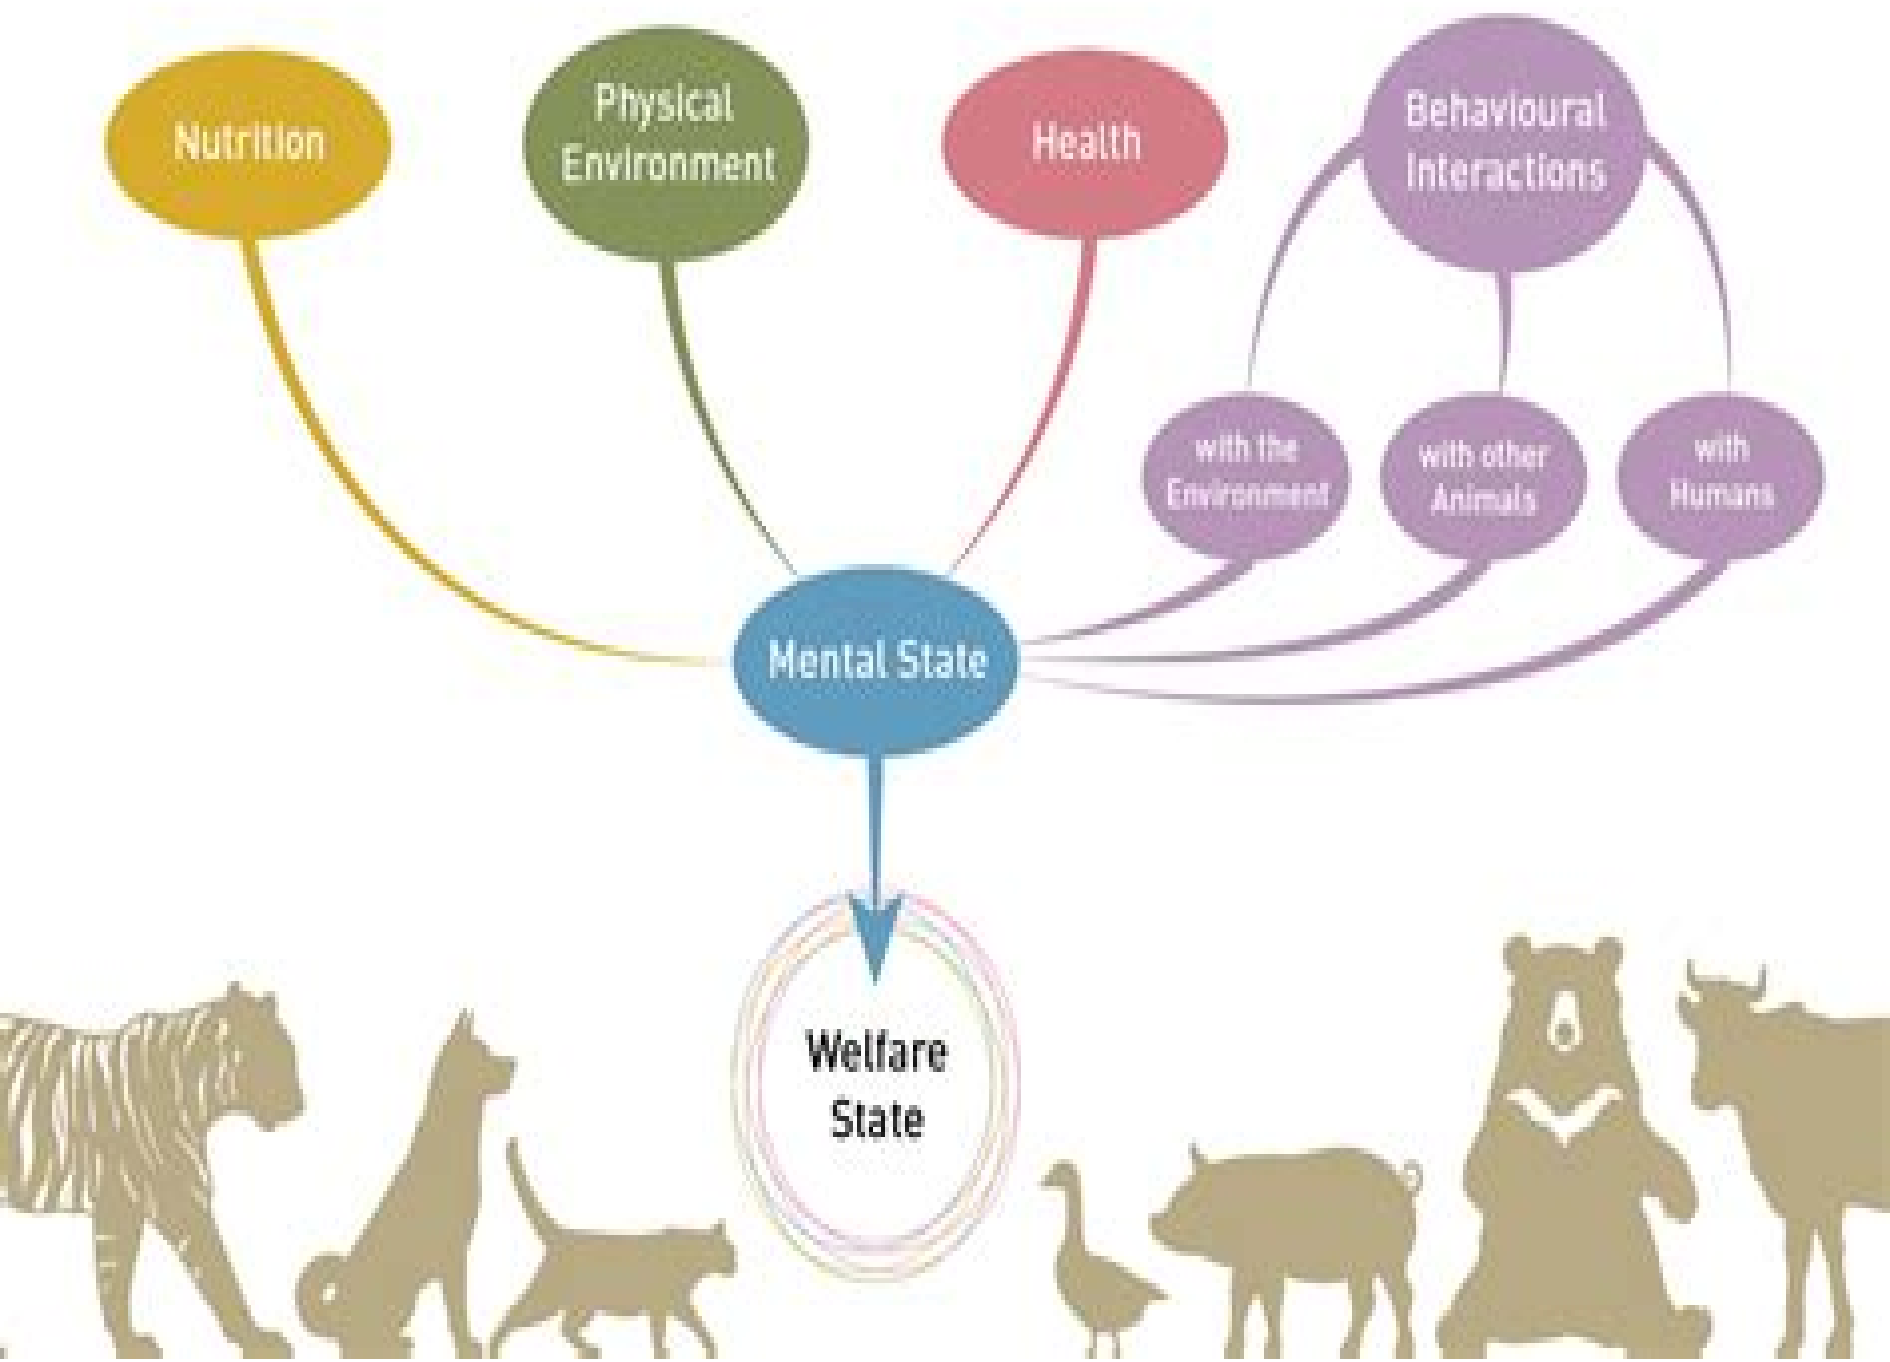 Nutrition
Physical
Environment
Health
Behavioural
Interactions
with the
Environment
with other
Animals
with
Humans
Mental State
Welfare
State